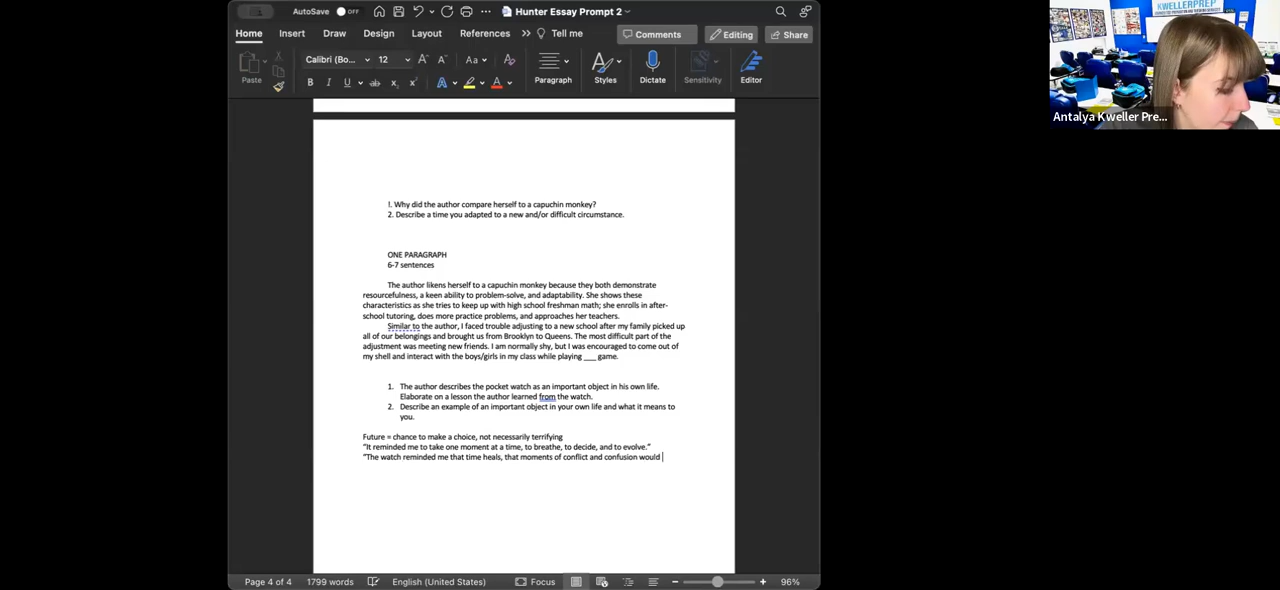 AutoSave OFF Hunter Essay Prompt 2
Home Insert Draw Design Layout References Tell me Comments Editing Share
Calibri (Bo... 12
Paste Paragraph Styles Dictate Sensitivity Editor
!. Why did the author compare herself to a capuchin monkey?
2. Describe a time you adapted to a new and/or difficult circumstance.
ONE PARAGRAPH
6-7 sentences
The author likens herself to a capuchin monkey because they both demonstrate
resourcefulness, a keen ability to problem-solve, and adaptability. She shows these
characteristics as she tries to keep up with high school freshman math; she enrolls in after-
school tutoring, does more practice problems, and approaches her teachers.
Similar to the author, I faced trouble adjusting to a new school after my family picked up
all of our belongings and brought us from Brooklyn to Queens. The most difficult part of the
adjustment was meeting new friends. I am normally shy, but I was encouraged to come out of
my shell and interact with the boys/girls in my class while playing ___ game.
1. The author describes the pocket watch as an important object in his own life.
Elaborate on a lesson the author learned from the watch.
2. Describe an example of an important object in your own life and what it means to
you.
Future = chance to make a choice, not necessarily terrifying
"It reminded me to take one moment at a time, to breathe, to decide, and to evolve."
"The watch reminded me that time heals, that moments of conflict and confusion would
Page 4 of 4 1799 words English (United States) Focus 96%
KWELLERPREP
Antalya Kweller Pre...